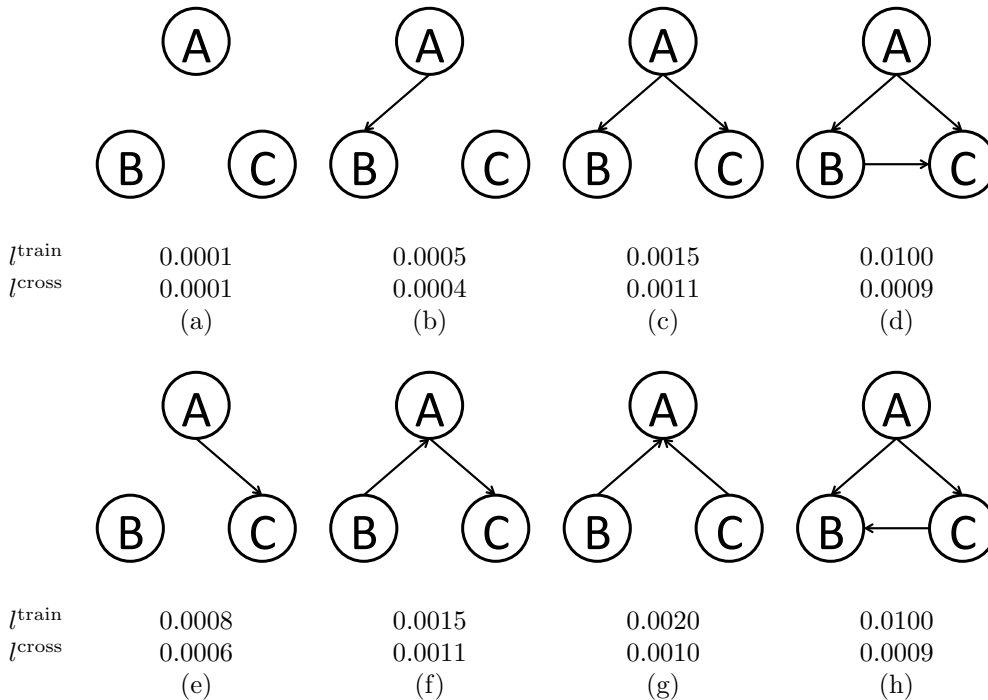 A A A A
B C B C B C B C
l^train 0.0001 0.0005 0.0015 0.0100
l^cross 0.0001 0.0004 0.0011 0.0009
(a) (b) (c) (d)
A A A A
B C B C B C B C
l^train 0.0008 0.0015 0.0020 0.0100
l^cross 0.0006 0.0011 0.0010 0.0009
(e) (f) (g) (h)